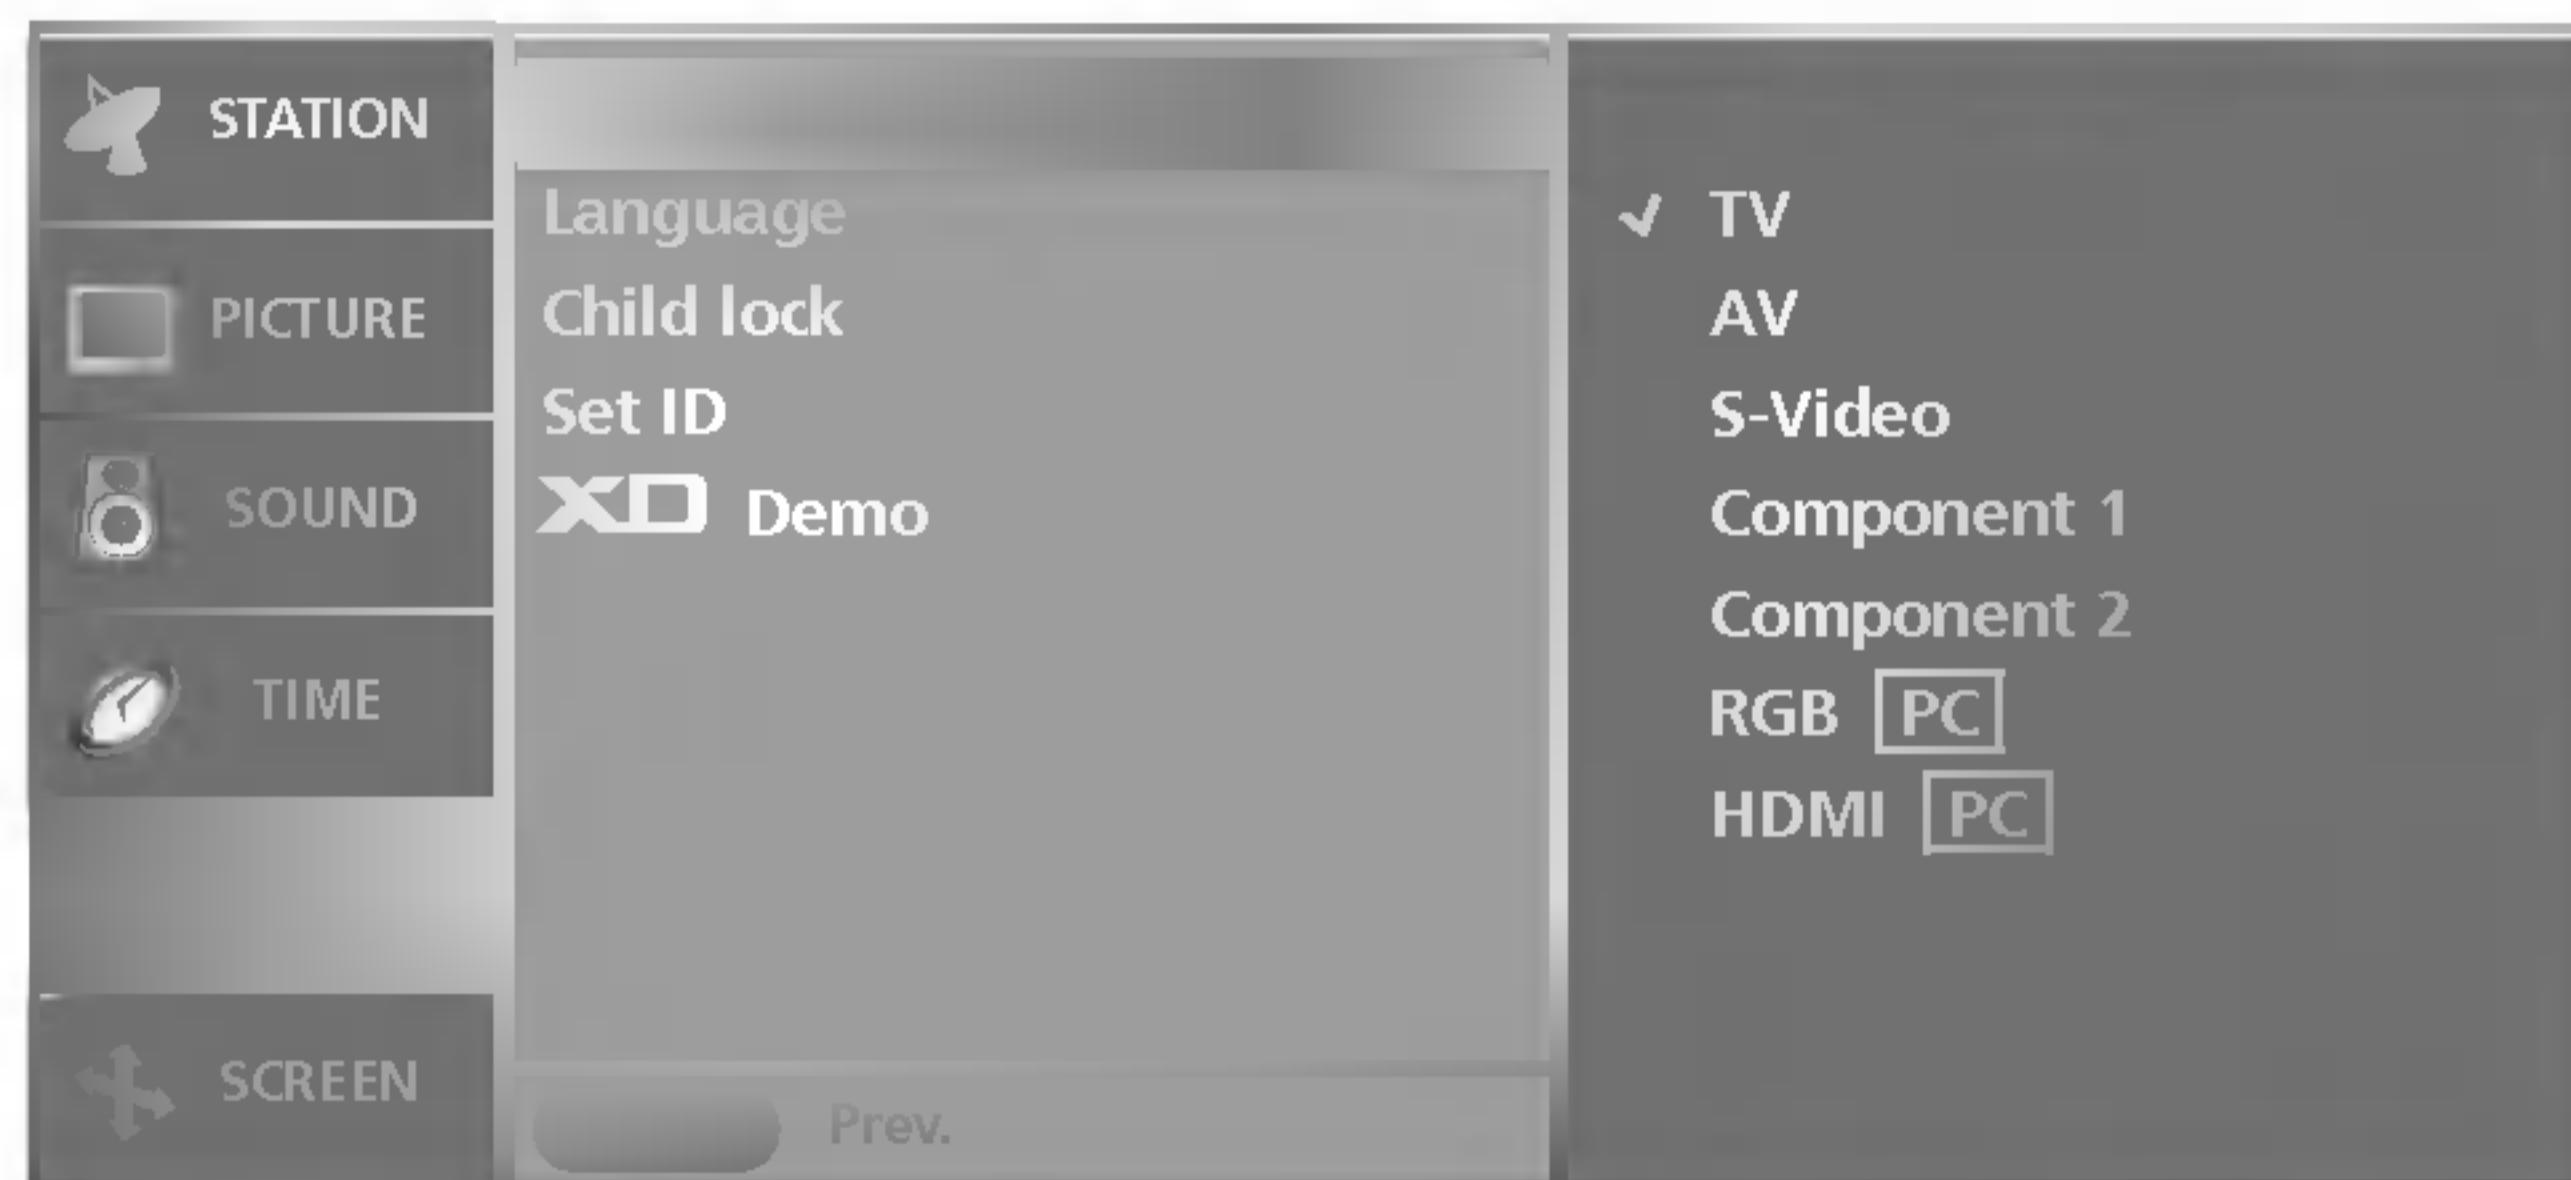 STATION
PICTURE
SOUND
TIME
SCREEN
Language
Child lock
Set ID
XD Demo
Prev.
TV
AV
S-Video
Component 1
Component 2
RGB PC
HDMI PC